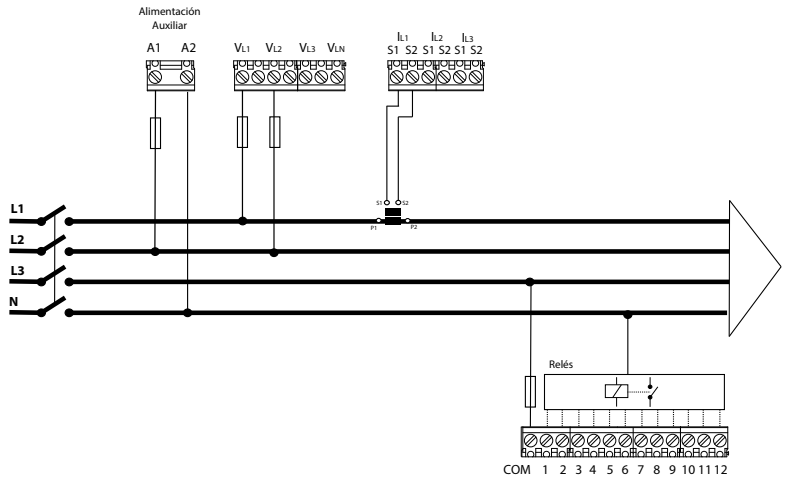 Alimentación
Auxiliar
A1 A2
VL1 VL2 VL3 VLN
IL1 IL2 IL3
S1 S2 S1 S2 S1 S2
S1 S2
P1 P2
L1
L2
L3
N
Relés
COM 1 2 3 4 5 6 7 8 9 10 11 12